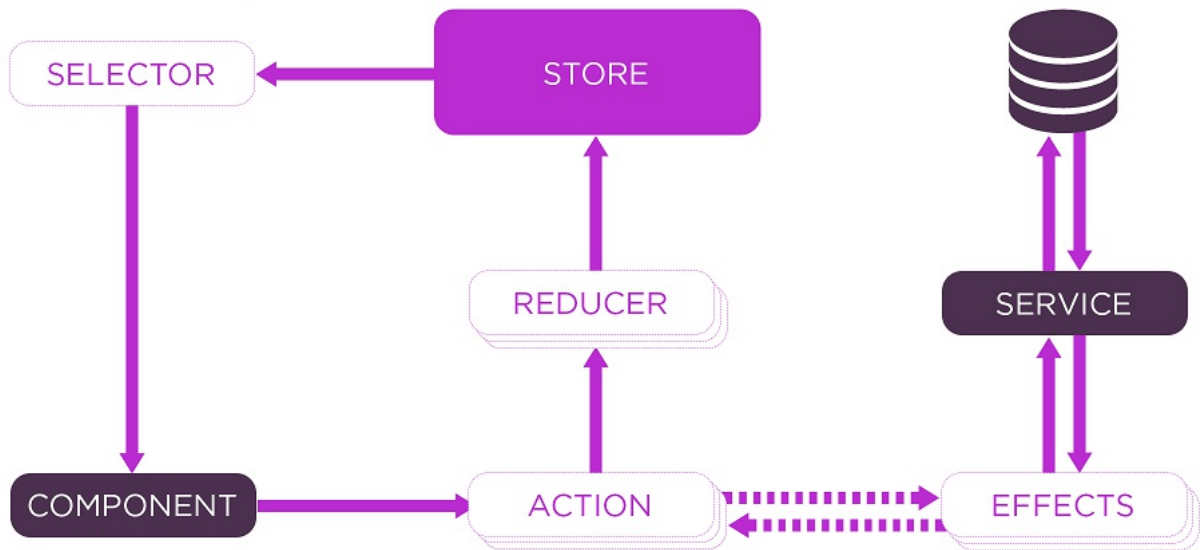 SELECTOR
STORE
REDUCER
SERVICE
COMPONENT
ACTION
EFFECTS